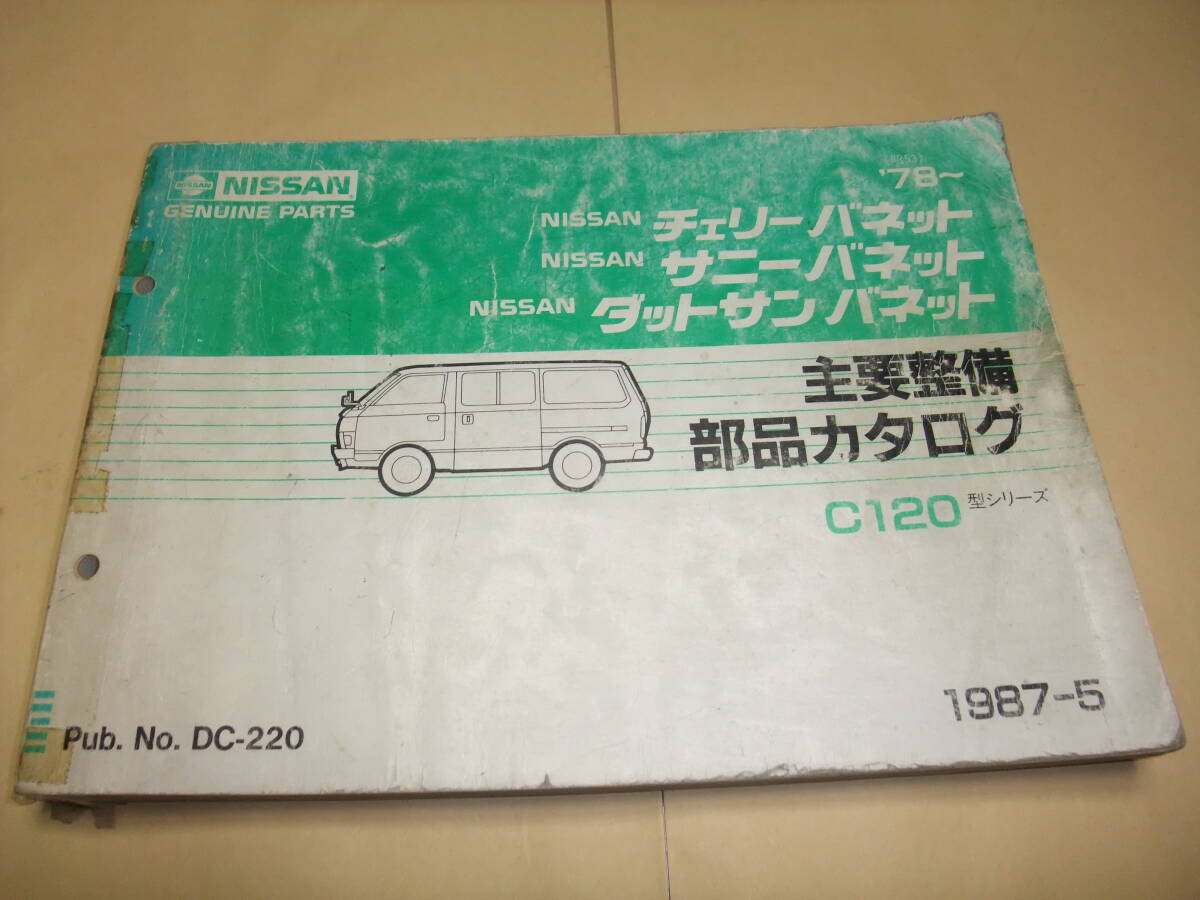 NISSAN NISSAN
GENUINE PARTS
'78~
NISSAN チェリーバネット
NISSAN サニーバネット
NISSAN ダットサンバネット
主要整備
部品カタログ
C120 型シリーズ
1987-5
Pub. No. DC-220